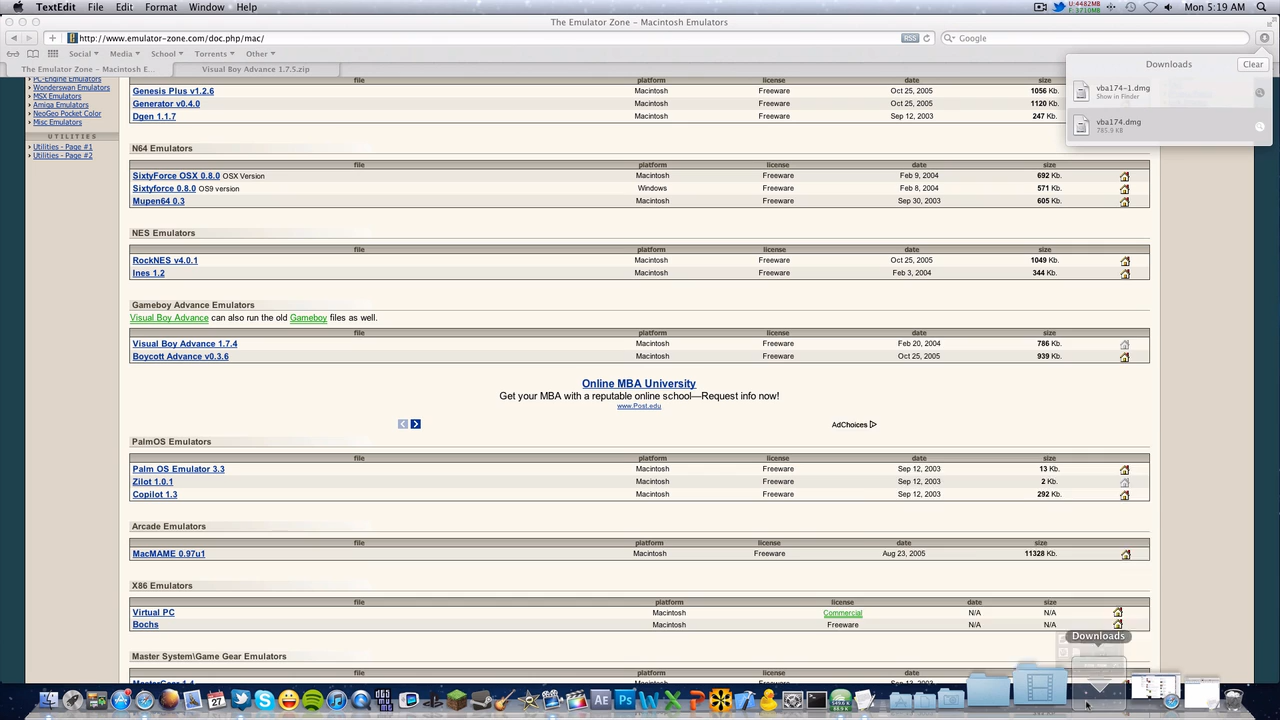 TextEdit File Edit Format Window Help
U: 4482MB
F: 3710MB
Mon 5:19 AM
The Emulator Zone – Macintosh Emulators
http://www.emulator-zone.com/doc.php/mac/
RSS
Google
Social Media School Torrents Other
The Emulator Zone – Macintosh E...
Visual Boy Advance 1.7.5.zip
Downloads
Clear
vba174-1.dmg
Show in Finder
vba174.dmg
785.9 KB
PC-Engine Emulators
Wonderswan Emulators
MSX Emulators
Amiga Emulators
NeoGeo Pocket Color
Misc Emulators
UTILITIES
Utilities - Page #1
Utilities - Page #2
file platform license date size
Genesis Plus v1.2.6 Macintosh Freeware Oct 25, 2005 1056 Kb.
Generator v0.4.0 Macintosh Freeware Oct 25, 2005 1120 Kb.
Dgen 1.1.7 Macintosh Freeware Sep 12, 2003 247 Kb.
N64 Emulators
file platform license date size
SixtyForce OSX 0.8.0 OSX Version Macintosh Freeware Feb 9, 2004 692 Kb.
Sixtyforce 0.8.0 OS9 version Windows Freeware Feb 8, 2004 571 Kb.
Mupen64 0.3 Macintosh Freeware Sep 30, 2003 605 Kb.
NES Emulators
file platform license date size
RockNES v4.0.1 Macintosh Freeware Oct 25, 2005 1049 Kb.
Ines 1.2 Macintosh Freeware Feb 3, 2004 344 Kb.
Gameboy Advance Emulators
Visual Boy Advance can also run the old Gameboy files as well.
file platform license date size
Visual Boy Advance 1.7.4 Macintosh Freeware Feb 20, 2004 786 Kb.
Boycott Advance v0.3.6 Macintosh Freeware Oct 25, 2005 939 Kb.
Online MBA University
Get your MBA with a reputable online school—Request info now!
www.Post.edu
AdChoices
PalmOS Emulators
file platform license date size
Palm OS Emulator 3.3 Macintosh Freeware Sep 12, 2003 13 Kb.
Zilot 1.0.1 Macintosh Freeware Sep 12, 2003 2 Kb.
Copilot 1.3 Macintosh Freeware Sep 12, 2003 292 Kb.
Arcade Emulators
file platform license date size
MacMAME 0.97u1 Macintosh Freeware Aug 23, 2005 11328 Kb.
X86 Emulators
file platform license date size
Virtual PC Macintosh Commercial N/A N/A
Bochs Macintosh Freeware N/A N/A
Downloads
Master System\Game Gear Emulators
file platform license date size
27
AE
Ps